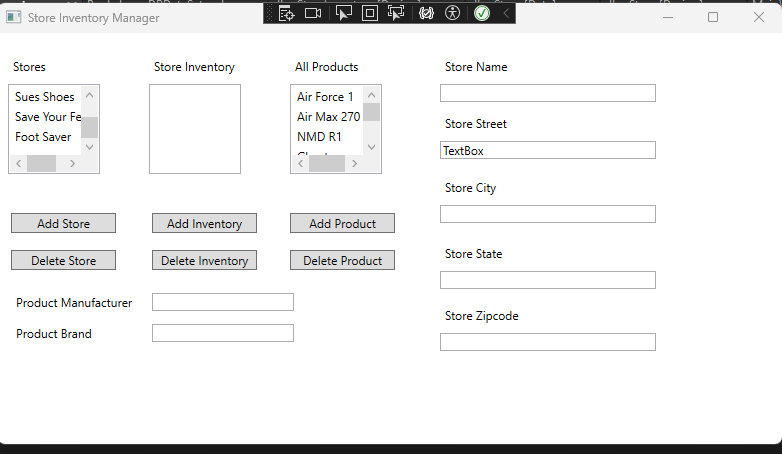 Store Inventory Manager
Stores
Store Inventory
All Products
Store Name
Sues Shoes
Save Your Fe
Foot Saver
Air Force 1
Air Max 270
NMD R1
Store Street
TextBox
Store City
Add Store
Add Inventory
Add Product
Delete Store
Delete Inventory
Delete Product
Store State
Product Manufacturer
Product Brand
Store Zipcode